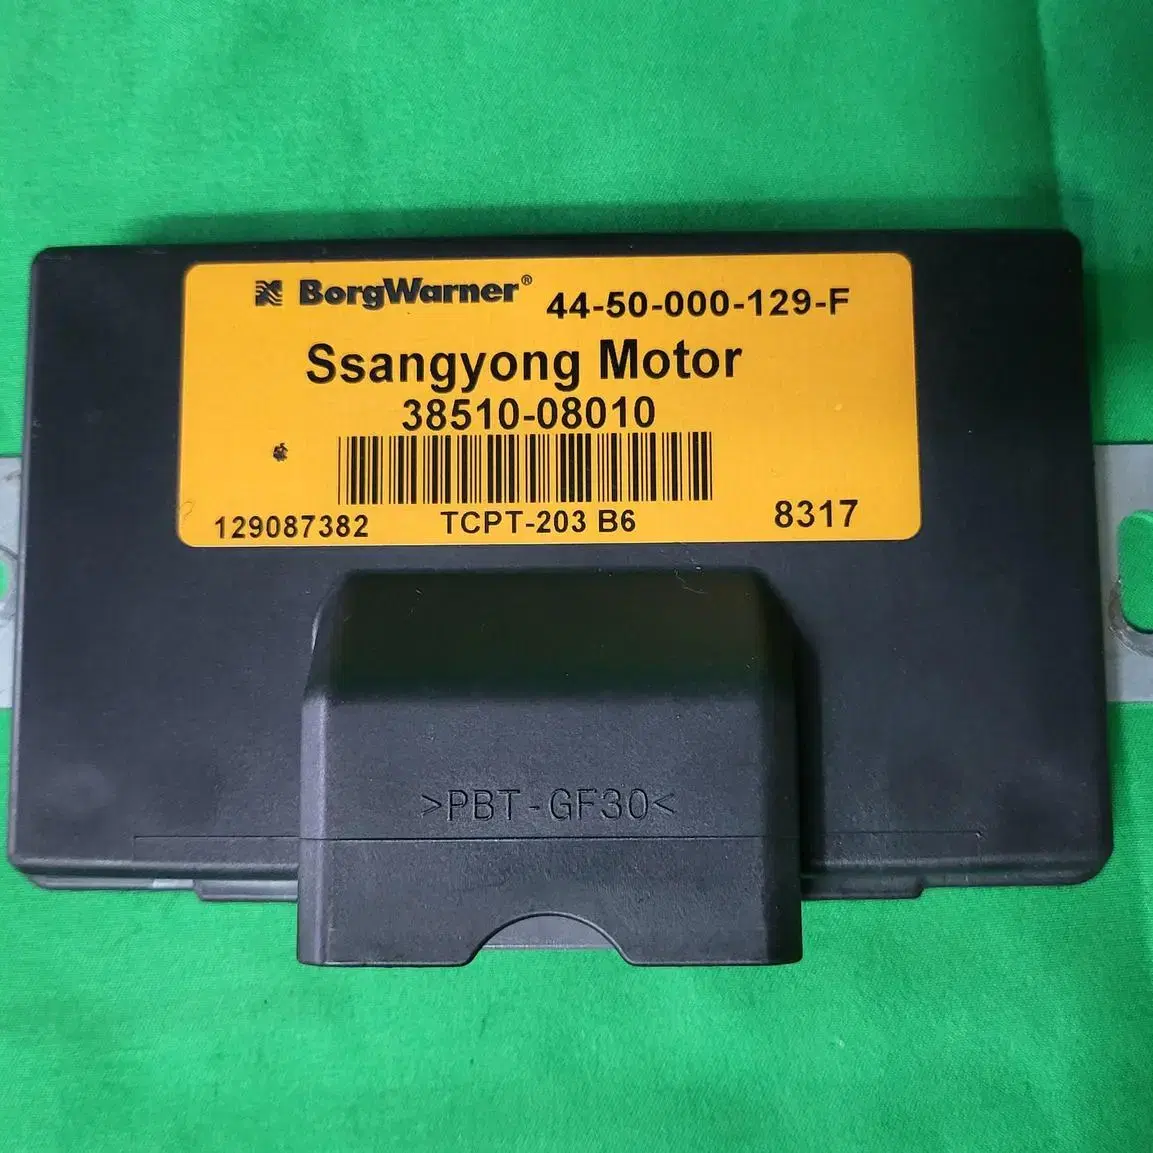 BorgWarner® 44-50-000-129-F
Ssangyong Motor
38510-08010
129087382 TCPT-203 B6 8317
>PBT-GF30<